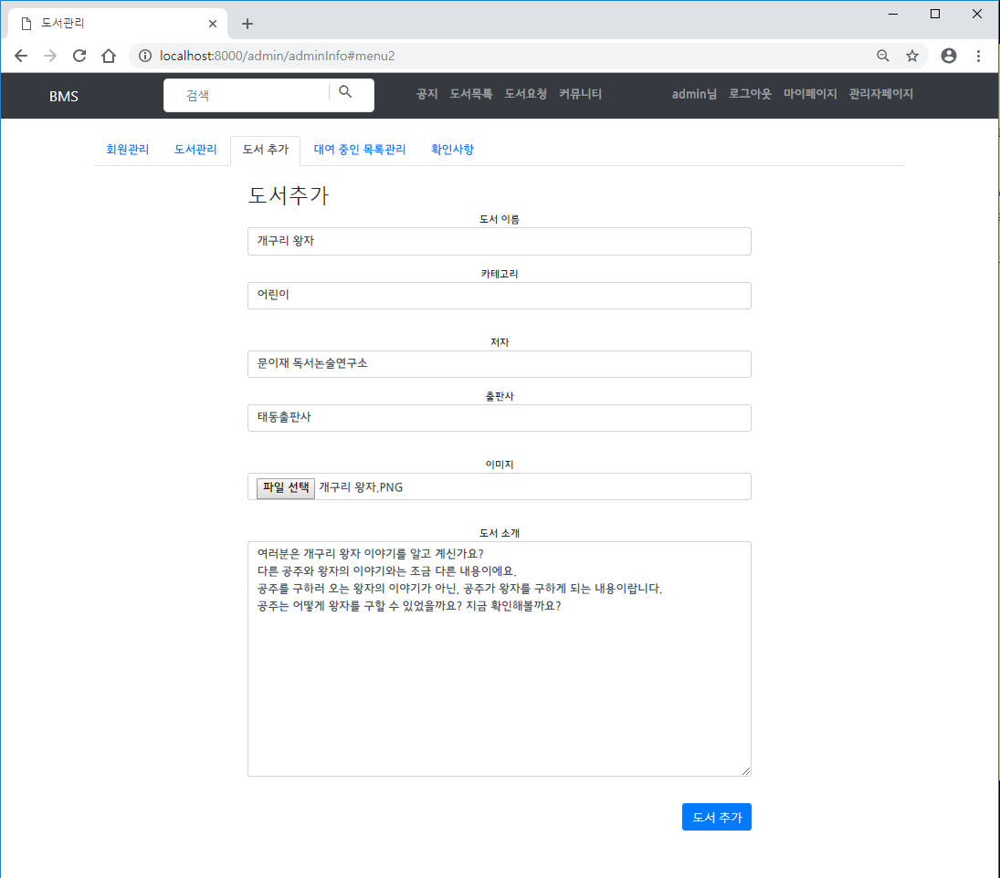 도서관리
localhost:8000/admin/adminInfo#menu2
BMS 검색 공지 도서목록 도서요청 커뮤니티 admin님 로그아웃 마이페이지 관리자페이지
회원관리 도서관리 도서 추가 대여 중인 목록관리 확인사항
도서추가
도서 이름
개구리 왕자
카테고리
어린이
저자
문이재 독서논술연구소
출판사
태동출판사
이미지
파일 선택 개구리 왕자.PNG
도서 소개
여러분은 개구리 왕자 이야기를 알고 계신가요?
다른 공주와 왕자의 이야기와는 조금 다른 내용이에요.
공주를 구하러 오는 왕자의 이야기가 아닌, 공주가 왕자를 구하게 되는 내용이랍니다.
공주는 어떻게 왕자를 구할 수 있었을까요? 지금 확인해볼까요?
도서 추가